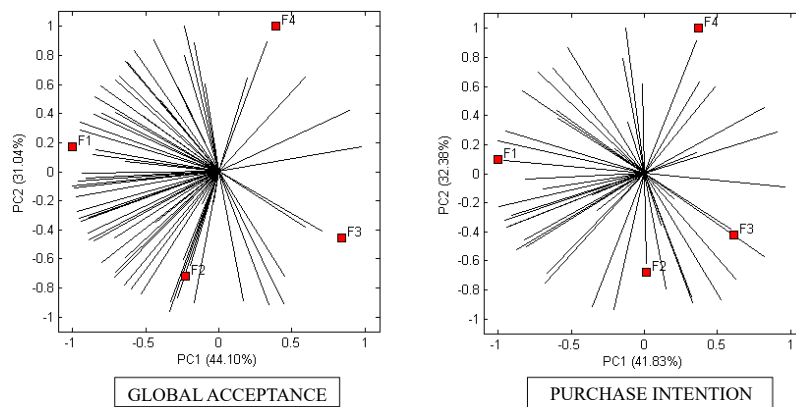 F4
1
0.8
0.6
0.4
0.2
0
-0.2
-0.4
-0.6
-0.8
-1
F1
F3
F2
PC2 (31.04%)
-1
-0.5
0
0.5
1
PC1 (44.10%)
GLOBAL ACCEPTANCE
F4
1
0.8
0.6
0.4
0.2
0
-0.2
-0.4
-0.6
-0.8
-1
F1
F3
F2
PC2 (32.38%)
-1
-0.5
0
0.5
1
PC1 (41.83%)
PURCHASE INTENTION